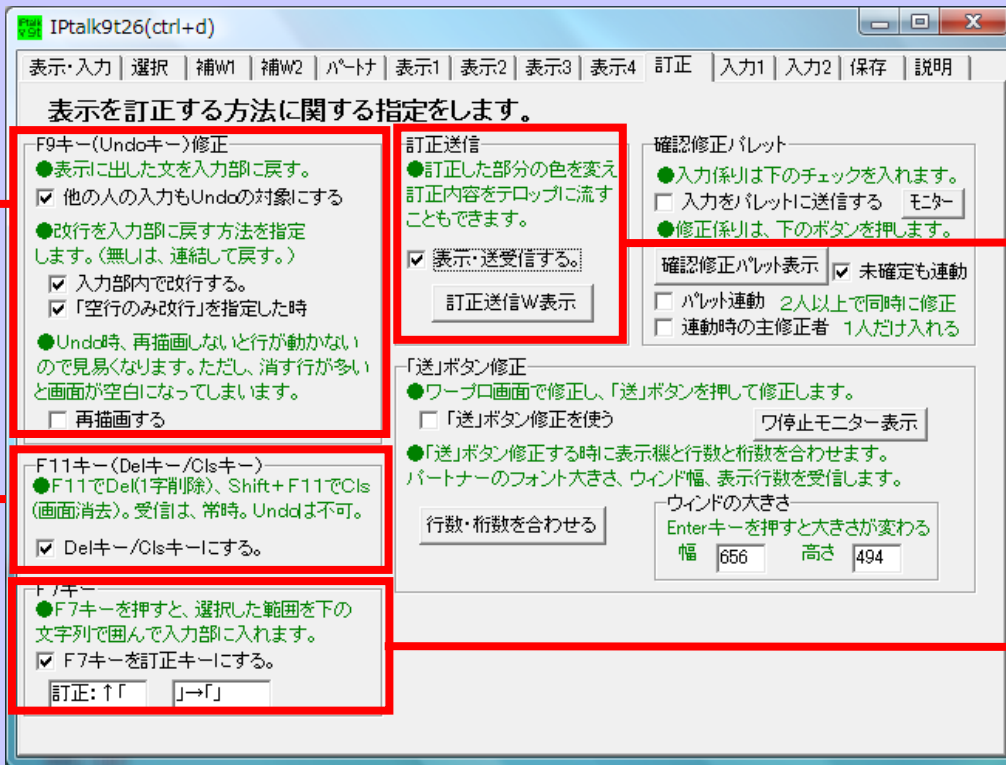 IPtalk9t26(ctrl+d)
表示・入力 選択 補W1 補W2 パートナ 表示1 表示2 表示3 表示4 訂正 入力1 入力2 保存 説明
表示を訂正する方法に関する指定をします。
F9キー(Undoキー)修正
●表示に出した文を入力部に戻す。
他の人の入力もUndoの対象にする
●改行を入力部に戻す方法を指定
します。(無しは、連結して戻す。)
入力部内で改行する。
「空行のみ改行」を指定した時
●Undo時、再描画しないと行が動かない
ので見易くなります。ただし、消す行が多い
と画面が空白になってしまいます。
再描画する
F11キー(Delキー/Clsキー)
●F11でDel(1字削除)、Shift+F11でCls
(画面消去)。受信は、常時。Undoは不可。
Delキー/Clsキーにする。
F7キー
●F7キーを押すと、選択した範囲を下の
文字列で囲んで入力部に入れます。
F7キーを訂正キーにする。
訂正:↑「 」→「」
訂正送信
●訂正した部分の色を変え
訂正内容をテロップに流す
こともできます。
表示・送受信する。
訂正送信W表示
確認修正パレット
●入力係りは下のチェックを入れます。
入力をパレットに送信する モニター
●修正係りは、下のボタンを押します。
確認修正パレット表示 未確定も連動
パレット連動 2人以上で同時に修正
連動時の主修正者 1人だけ入れる
「送」ボタン修正
●ワープロ画面で修正し、「送」ボタンを押して修正します。
「送」ボタン修正を使う ワ停止モニター表示
●「送」ボタン修正する時に表示機と行数と桁数を合わせます。
パートナーのフォント大きさ、ウィンド幅、表示行数を受信します。
行数・桁数を合わせる
ウィンドの大きさ
Enterキーを押すと大きさが変わる
幅 656 高さ 494